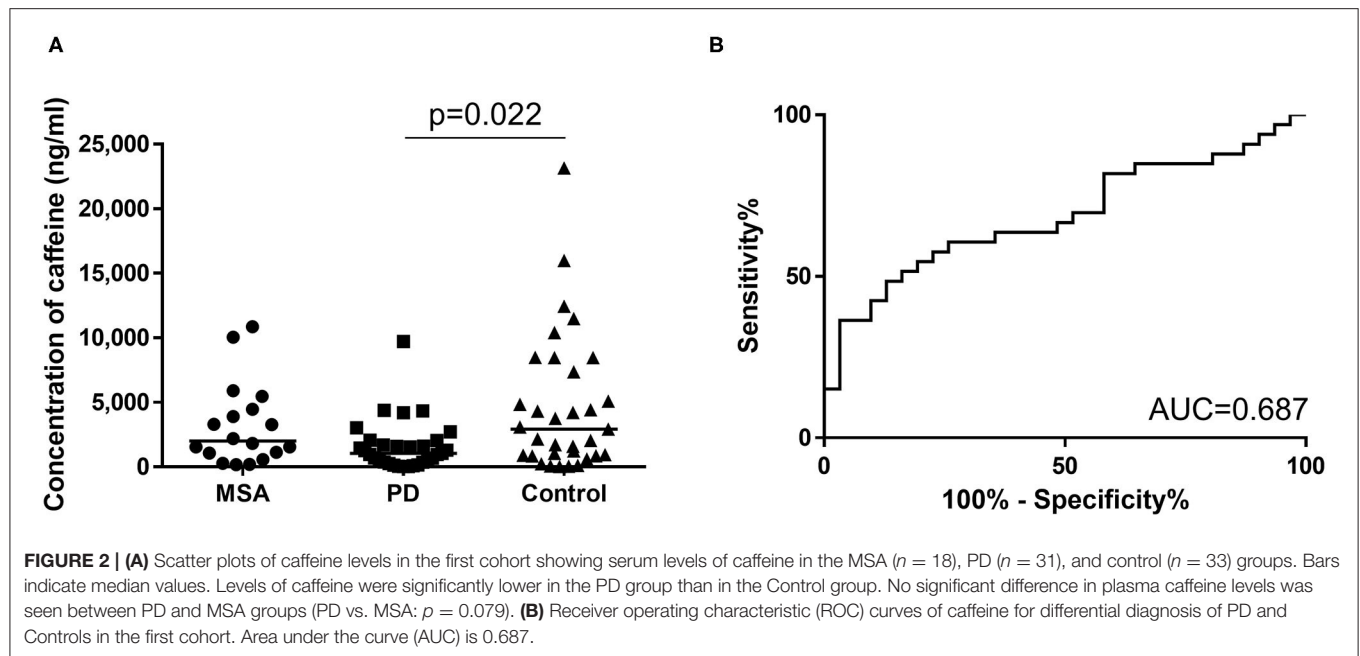 A
p=0.022
Concentration of caffeine (ng/ml)
25,000
20,000
15,000
10,000
5,000
0
MSA
PD
Control
B
Sensitivity%
100
50
0
AUC=0.687
0
50
100
100% - Specificity%
FIGURE 2 | (A) Scatter plots of caffeine levels in the first cohort showing serum levels of caffeine in the MSA (n = 18), PD (n = 31), and control (n = 33) groups. Bars
indicate median values. Levels of caffeine were significantly lower in the PD group than in the Control group. No significant difference in plasma caffeine levels was
seen between PD and MSA groups (PD vs. MSA: p = 0.079). (B) Receiver operating characteristic (ROC) curves of caffeine for differential diagnosis of PD and
Controls in the first cohort. Area under the curve (AUC) is 0.687.